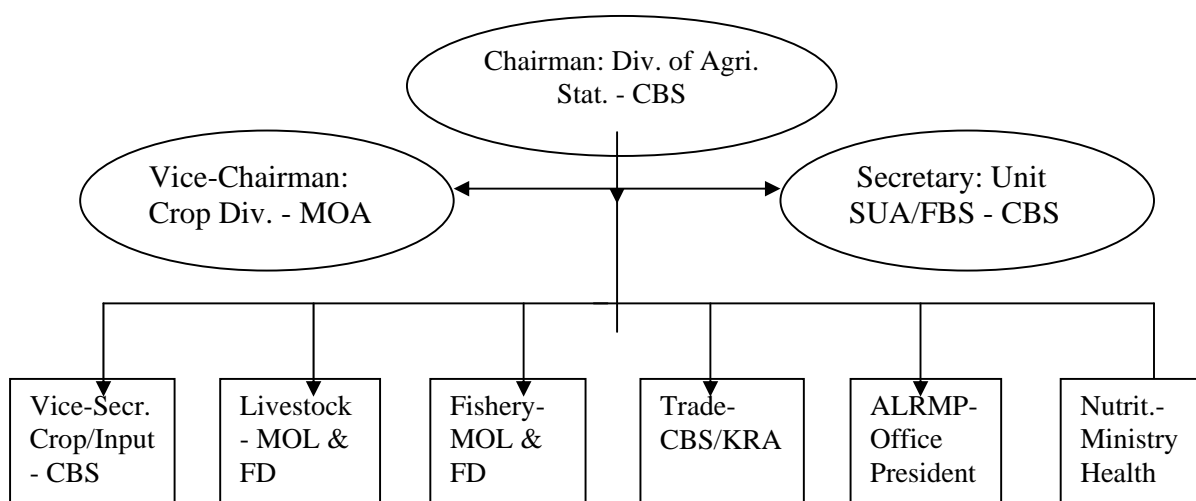 Chairman: Div. of Agri.
Stat. - CBS
Vice-Chairman:
Crop Div. - MOA
Secretary: Unit
SUA/FBS - CBS
Vice-Secr.
Crop/Input
- CBS
Livestock
- MOL &
FD
Fishery-
MOL &
FD
Trade-
CBS/KRA
ALRMP-
Office
President
Nutrit.-
Ministry
Health